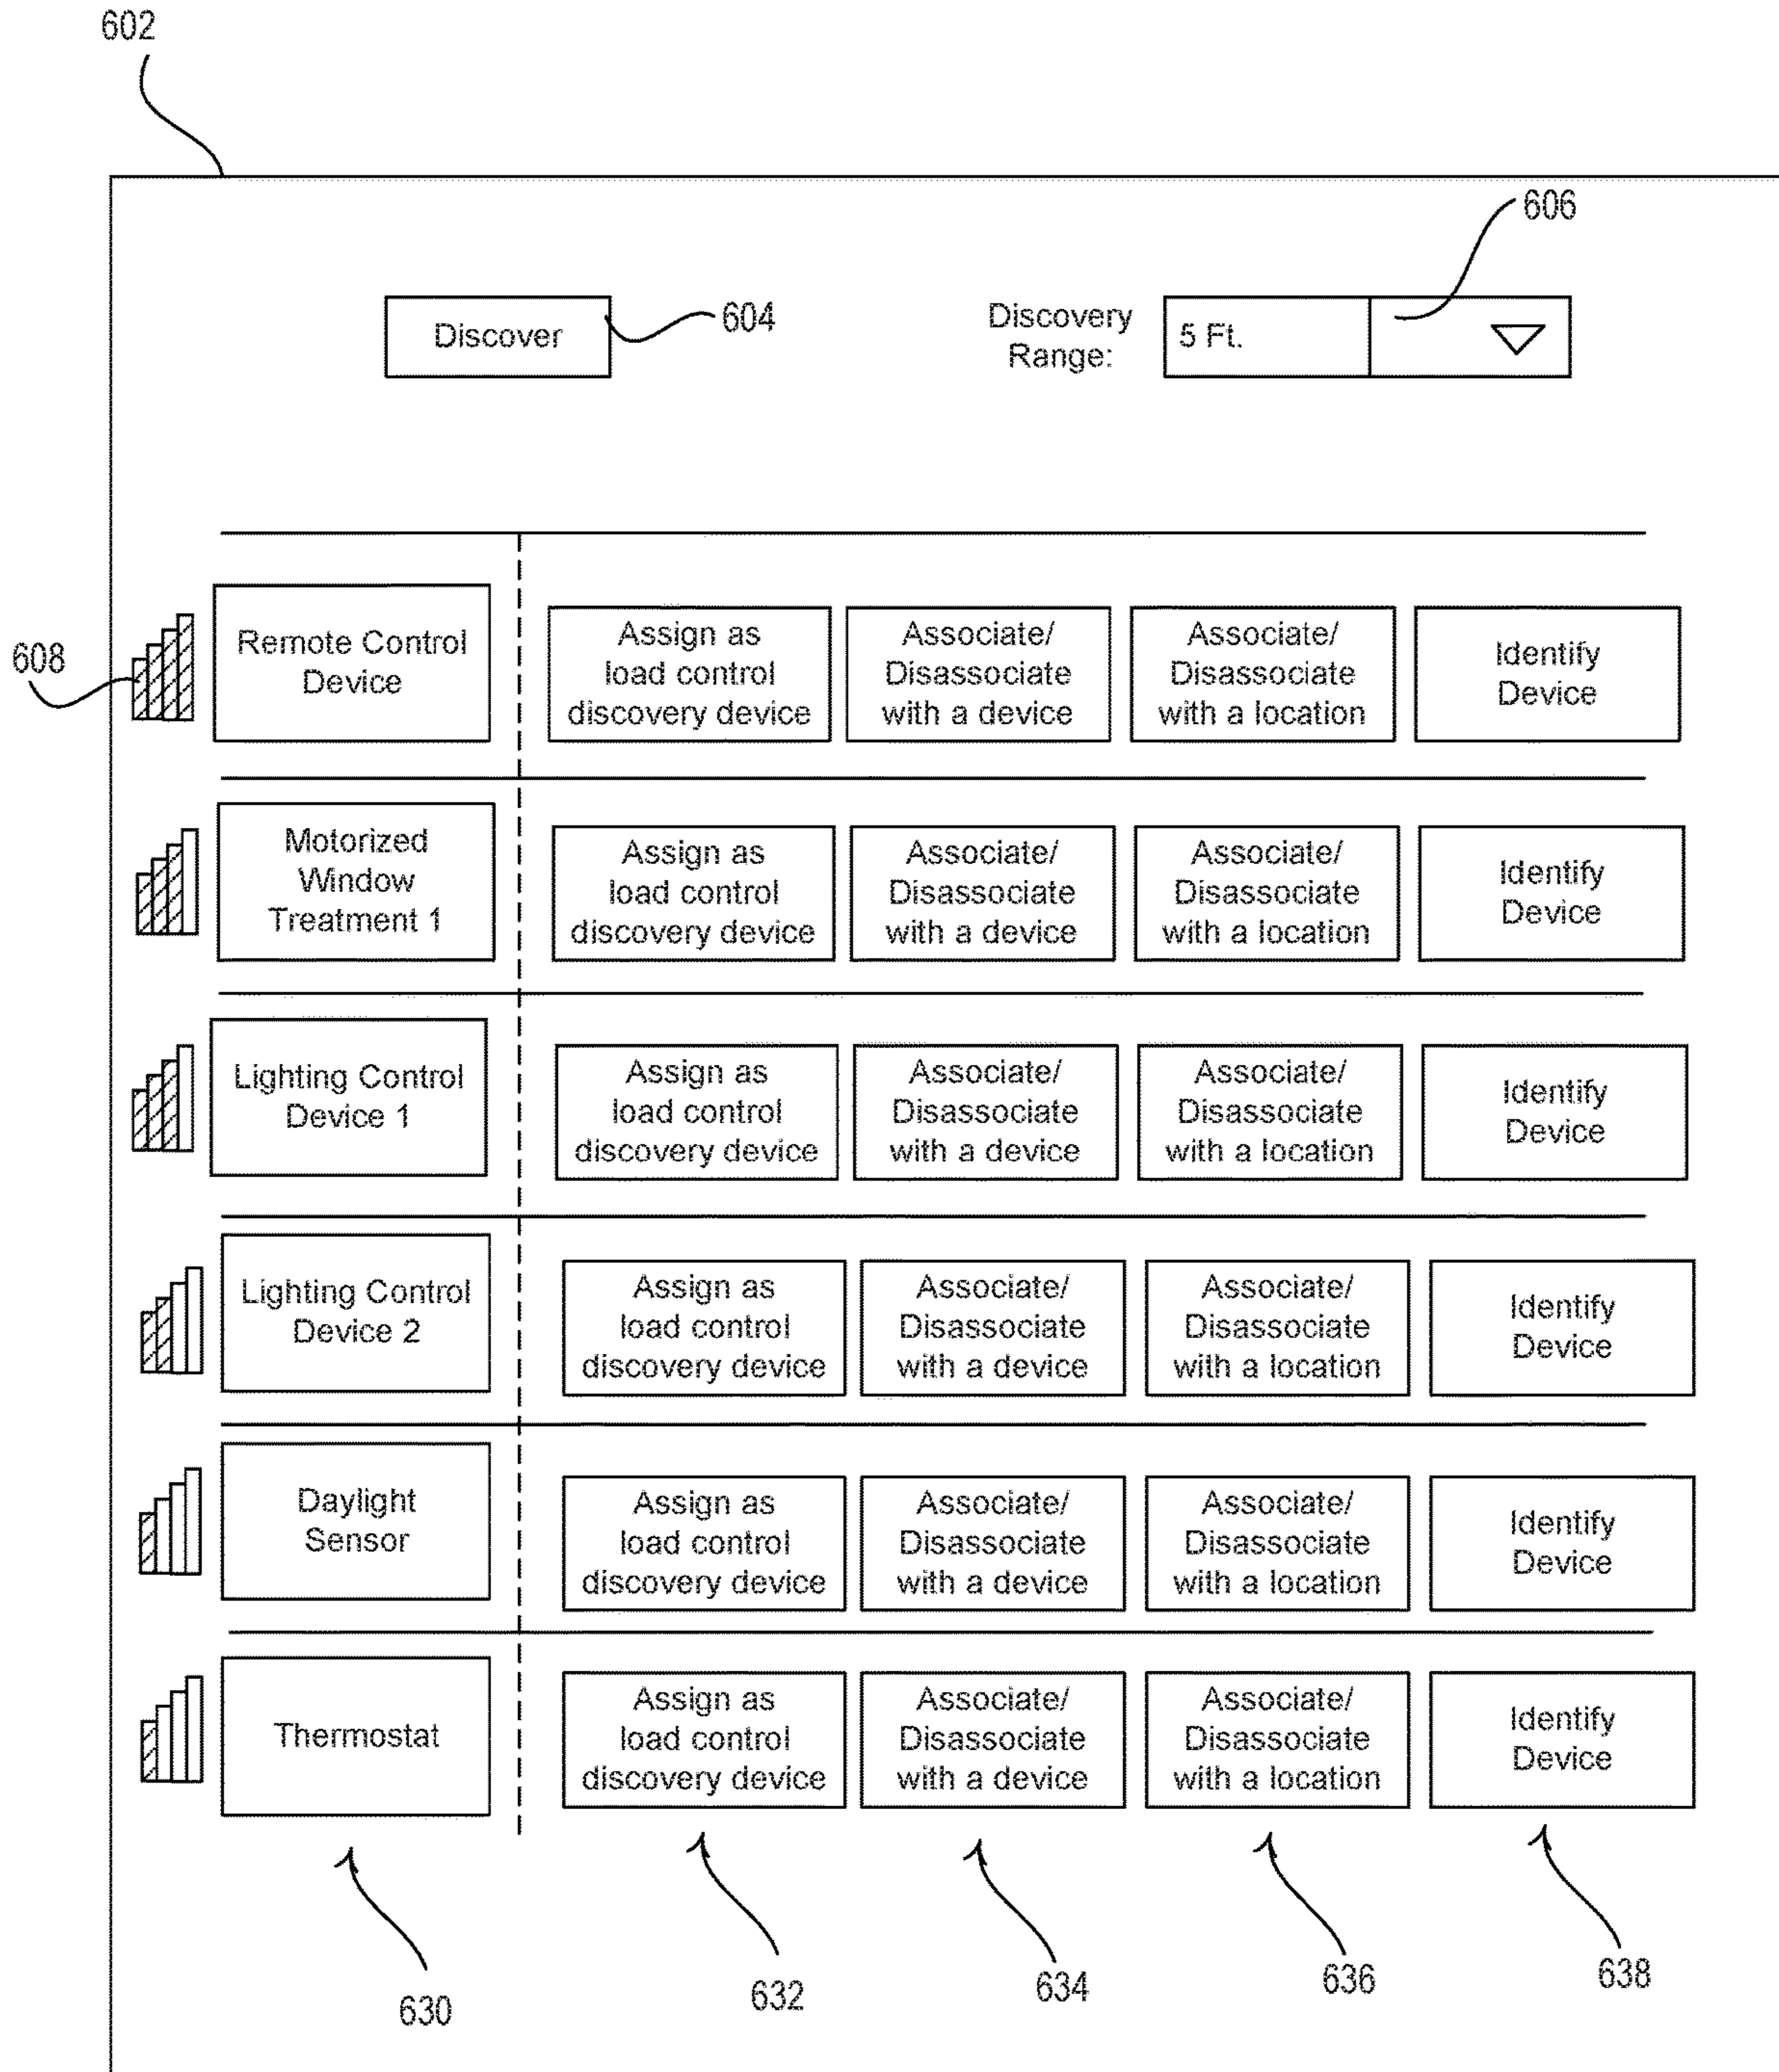 602
606
Discover
604
Discovery
Range:
5 Ft.
608
Remote Control
Device
Assign as
load control
discovery device
Associate/
Disassociate
with a device
Associate/
Disassociate
with a location
Identify
Device
Motorized
Window
Treatment 1
Assign as
load control
discovery device
Associate/
Disassociate
with a device
Associate/
Disassociate
with a location
Identify
Device
Lighting Control
Device 1
Assign as
load control
discovery device
Associate/
Disassociate
with a device
Associate/
Disassociate
with a location
Identify
Device
Lighting Control
Device 2
Assign as
load control
discovery device
Associate/
Disassociate
with a device
Associate/
Disassociate
with a location
Identify
Device
Daylight
Sensor
Assign as
load control
discovery device
Associate/
Disassociate
with a device
Associate/
Disassociate
with a location
Identify
Device
Thermostat
Assign as
load control
discovery device
Associate/
Disassociate
with a device
Associate/
Disassociate
with a location
Identify
Device
630
632
634
636
638